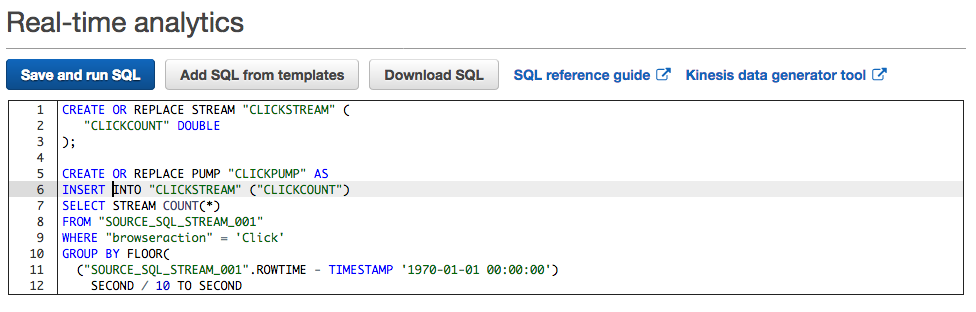 Real-time analytics
Save and run SQL Add SQL from templates Download SQL SQL reference guide Kinesis data generator tool
1 CREATE OR REPLACE STREAM "CLICKSTREAM" (
2 "CLICKCOUNT" DOUBLE
3 );
4
5 CREATE OR REPLACE PUMP "CLICKPUMP" AS
6 INSERT INTO "CLICKSTREAM" ("CLICKCOUNT")
7 SELECT STREAM COUNT(*)
8 FROM "SOURCE_SQL_STREAM_001"
9 WHERE "browseraction" = 'Click'
10 GROUP BY FLOOR(
11 ("SOURCE_SQL_STREAM_001".ROWTIME - TIMESTAMP '1970-01-01 00:00:00')
12 SECOND / 10 TO SECOND